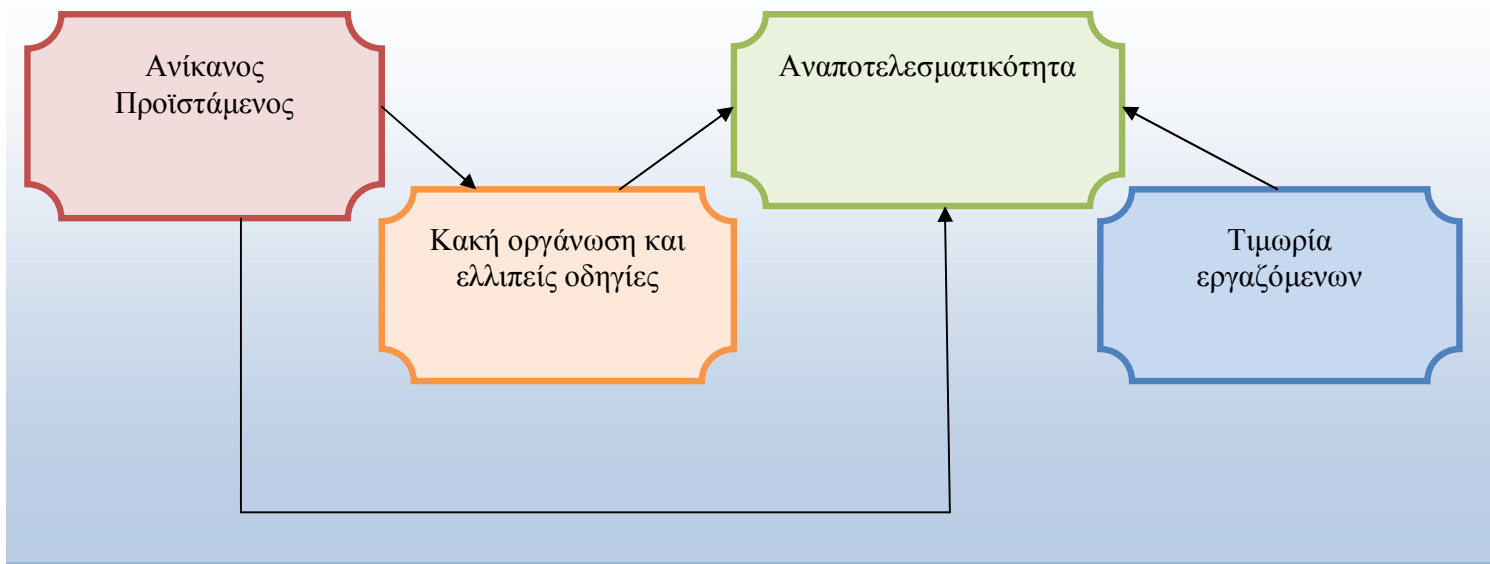 Ανίκανος
Προϊστάμενος
Κακή οργάνωση και
ελλιπείς οδηγίες
Αναποτελεσματικότητα
Τιμωρία
εργαζόμενων